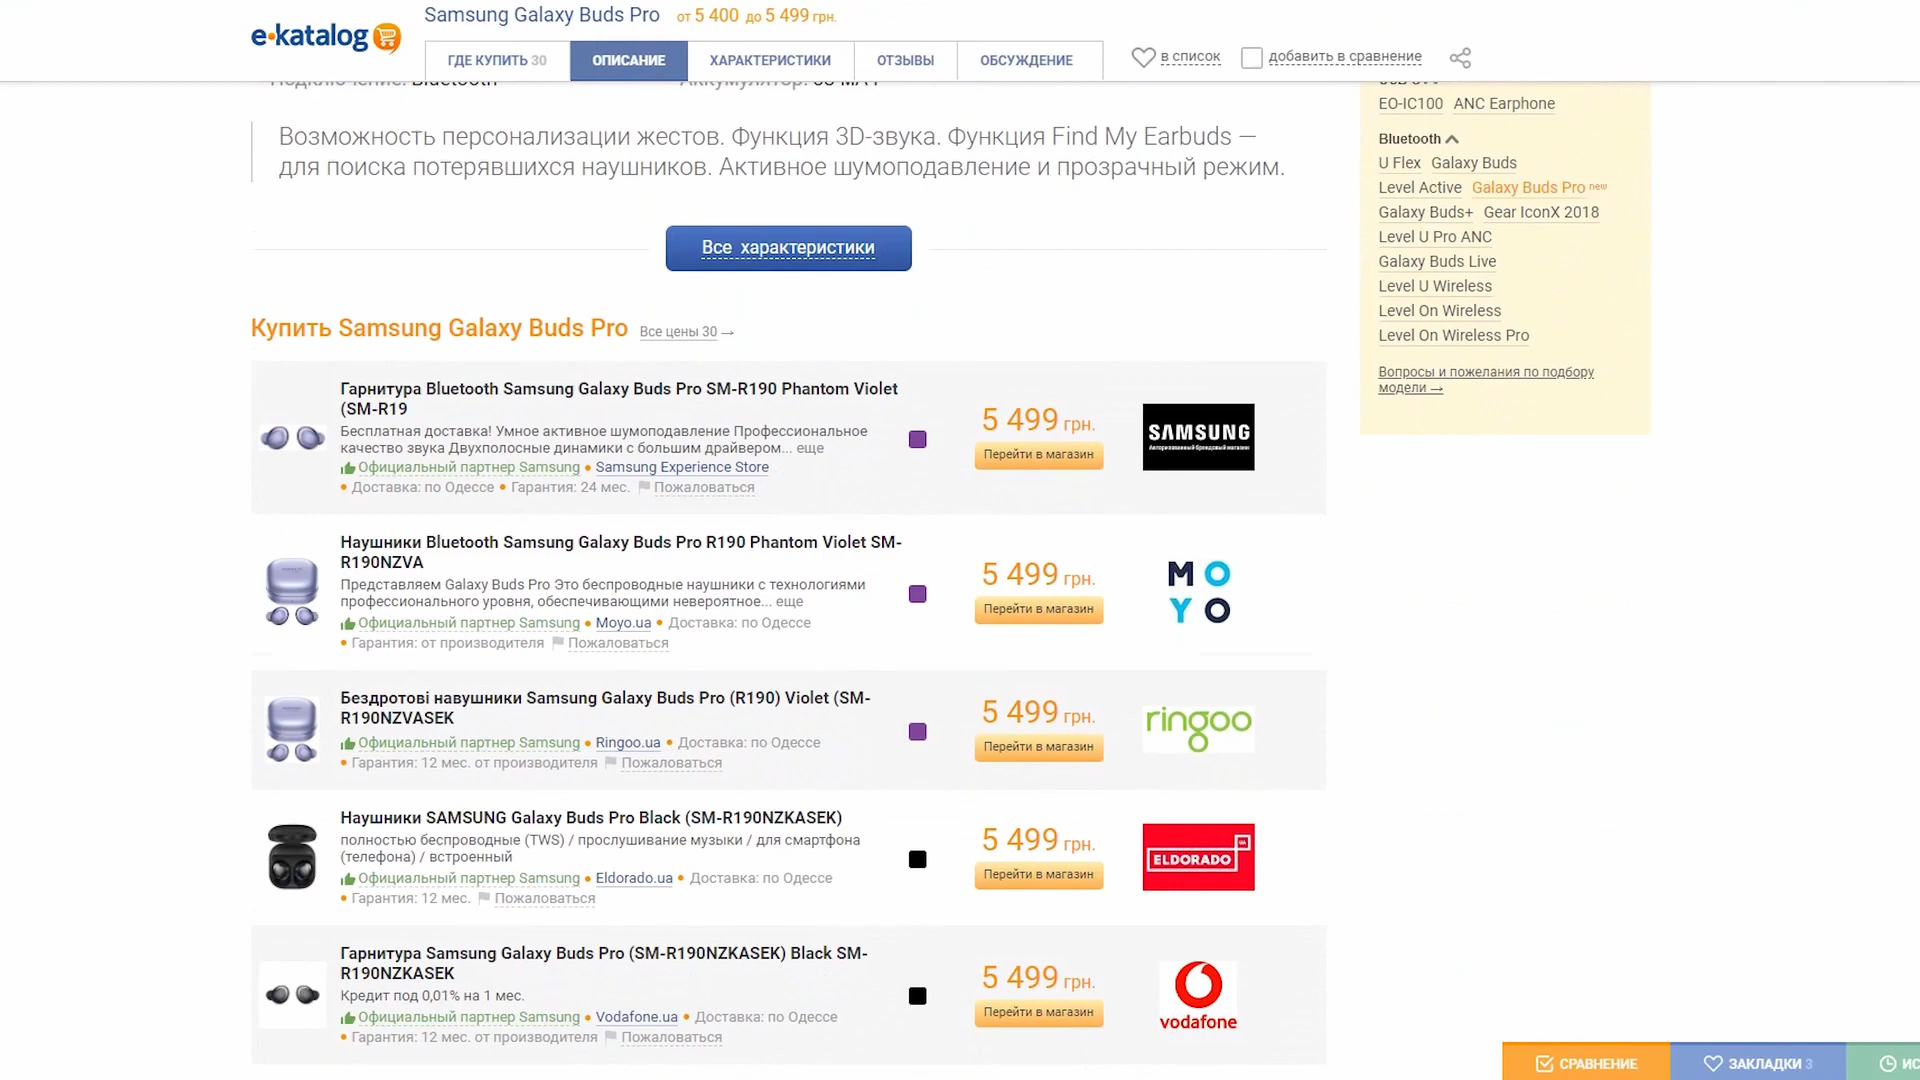 e-katalog
Samsung Galaxy Buds Pro от 5 400 до 5 499 грн.
ГДЕ КУПИТЬ 30
ОПИСАНИЕ
ХАРАКТЕРИСТИКИ
ОТЗЫВЫ
ОБСУЖДЕНИЕ
в список
добавить в сравнение
Возможность персонализации жестов. Функция 3D-звука. Функция Find My Earbuds —
для поиска потерявшихся наушников. Активное шумоподавление и прозрачный режим.
Все характеристики
Купить Samsung Galaxy Buds Pro Все цены 30 →
Гарнитура Bluetooth Samsung Galaxy Buds Pro SM-R190 Phantom Violet
(SM-R19
Бесплатная доставка! Умное активное шумоподавление Профессиональное
качество звука Двухполосные динамики с большим драйвером... еще
Официальный партнер Samsung • Samsung Experience Store
• Доставка: по Одессе • Гарантия: 24 мес. Пожаловаться
5 499 грн.
Перейти в магазин
SAMSUNG
Авторизованный брендовый магазин
Наушники Bluetooth Samsung Galaxy Buds Pro R190 Phantom Violet SM-
R190NZVA
Представляем Galaxy Buds Pro Это беспроводные наушники с технологиями
профессионального уровня, обеспечивающими невероятное... еще
Официальный партнер Samsung • Moyo.ua • Доставка: по Одессе
• Гарантия: от производителя Пожаловаться
5 499 грн.
Перейти в магазин
MO
YO
Бездротові навушники Samsung Galaxy Buds Pro (R190) Violet (SM-
R190NZVASEK
Официальный партнер Samsung • Ringoo.ua • Доставка: по Одессе
• Гарантия: 12 мес. от производителя Пожаловаться
5 499 грн.
Перейти в магазин
ringoo
Наушники SAMSUNG Galaxy Buds Pro Black (SM-R190NZKASEK)
полностью беспроводные (TWS) / прослушивание музыки / для смартфона
(телефона) / встроенный
Официальный партнер Samsung • Eldorado.ua • Доставка: по Одессе
• Гарантия: 12 мес. Пожаловаться
5 499 грн.
Перейти в магазин
ELDORADO UA
Гарнитура Samsung Galaxy Buds Pro (SM-R190NZKASEK) Black SM-
R190NZKASEK
Кредит под 0,01% на 1 мес.
Официальный партнер Samsung • Vodafone.ua • Доставка: по Одессе
• Гарантия: 12 мес. от производителя Пожаловаться
5 499 грн.
Перейти в магазин
vodafone
EO-IC100 ANC Earphone
Bluetooth
U Flex Galaxy Buds
Level Active Galaxy Buds Pro new
Galaxy Buds+ Gear IconX 2018
Level U Pro ANC
Galaxy Buds Live
Level U Wireless
Level On Wireless
Level On Wireless Pro
Вопросы и пожелания по подбору
модели →
СРАВНЕНИЕ
ЗАКЛАДКИ 3